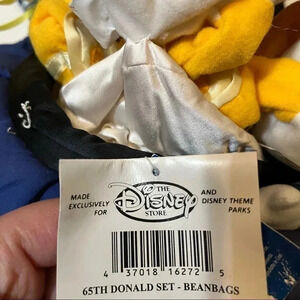 MADE EXCLUSIVELY FOR
THE
Disney
STORE
AND DISNEY THEME PARKS
4 37018 16272 5
65TH DONALD SET - BEANBAGS